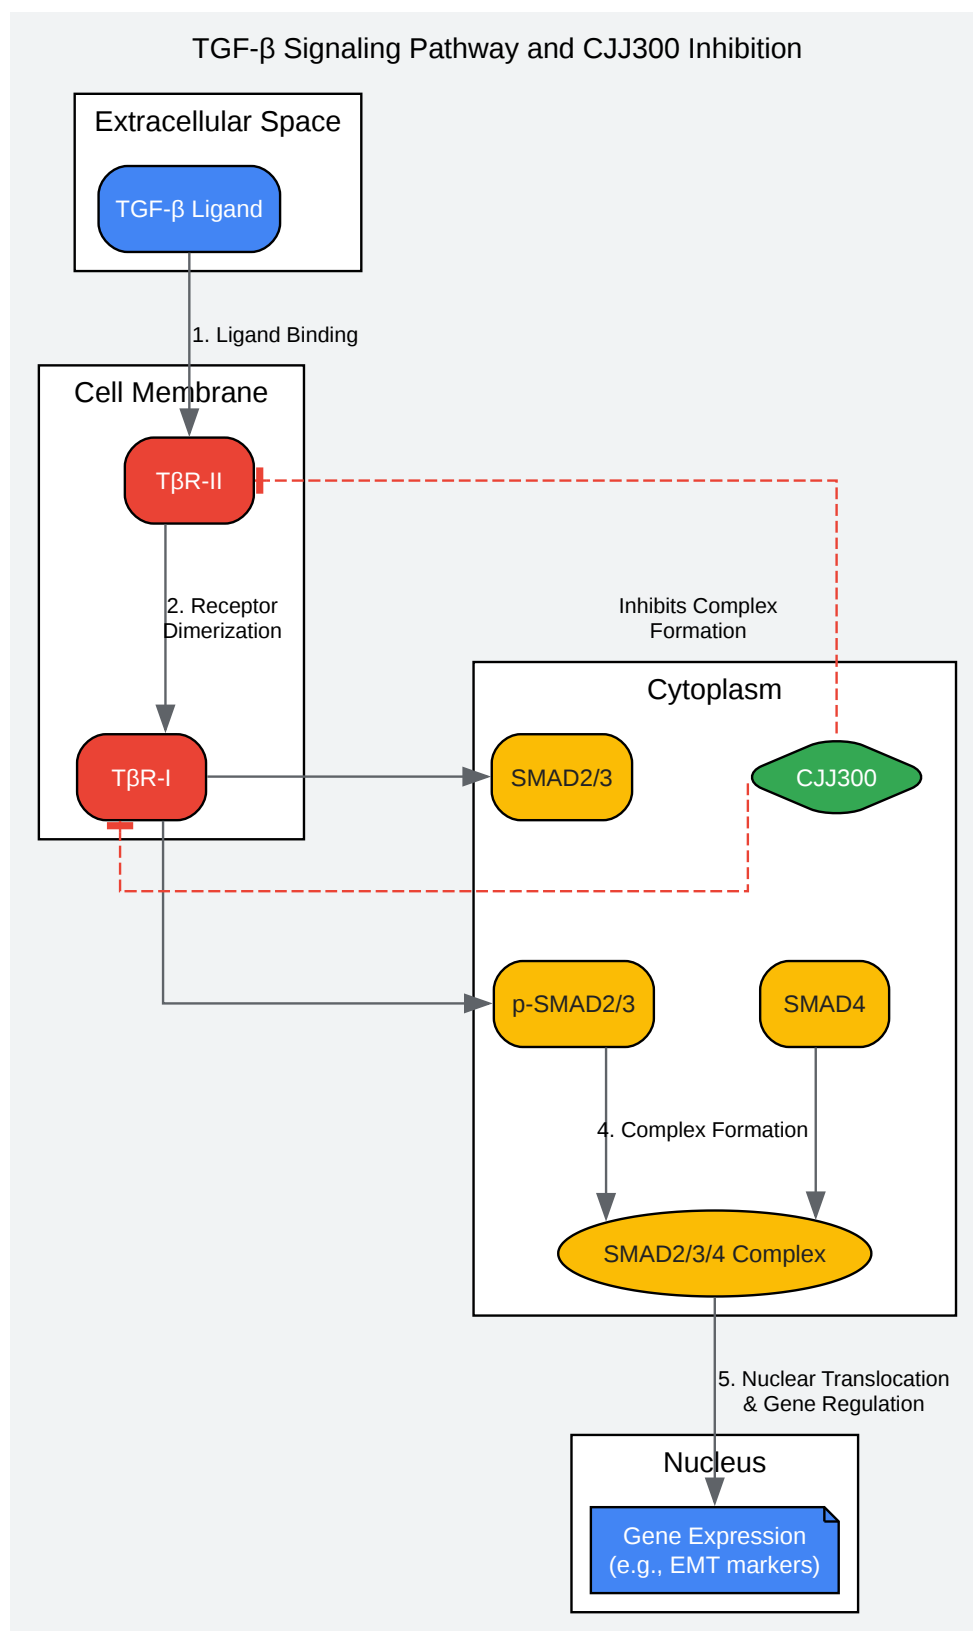 TGF-β Signaling Pathway and CJJ300 Inhibition
Extracellular Space
TGF-β Ligand
1. Ligand Binding
Cell Membrane
TβR-II
2. Receptor
Dimerization
Inhibits Complex
Formation
Cytoplasm
TβR-I
SMAD2/3
CJJ300
p-SMAD2/3
SMAD4
4. Complex Formation
SMAD2/3/4 Complex
5. Nuclear Translocation
& Gene Regulation
Nucleus
Gene Expression
(e.g., EMT markers)